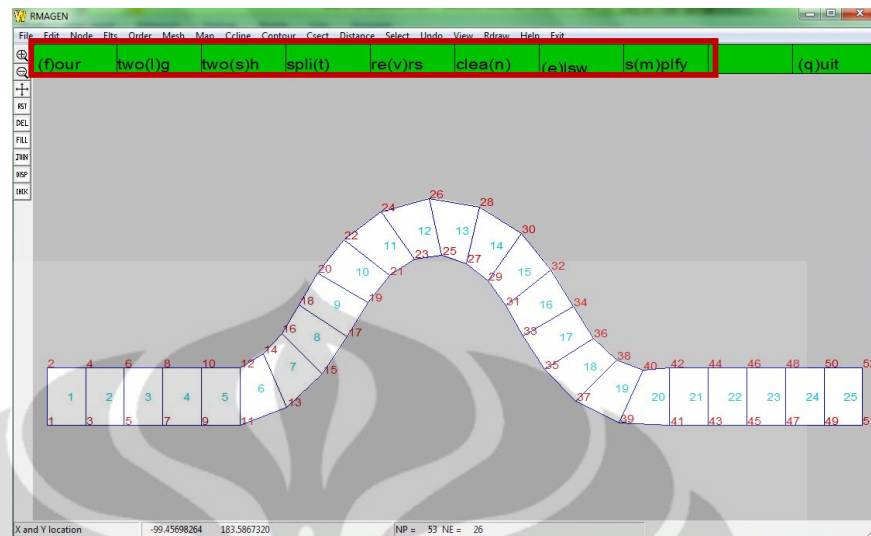 RMAGEN
File Edit Node Elts Order Mesh Map Ccline Contour Csect Distance Select Undo View Rdraw Help Exit
(f)our two(l)g two(s)h spli(t) re(v)rs clea(n) (e)lsw s(m)plfy (q)uit
RST
DEL
FILL
JOIN
DISP
26
24 28
12 13
22 30
11 23 25 27 14
20 10 21 29 15 32
18 9 19 31 16 34
16 8 17 33 17 36
14 7 15 35 18 38
2 4 6 8 10 12 40 42 44 46 48 50
1 2 3 4 5 6 13 37 19 20 21 22 23 24 25
1 3 5 7 9 11 39 41 43 45 47 49
X and Y location -99.45698264 183.5867320 NP = 53 NE = 26